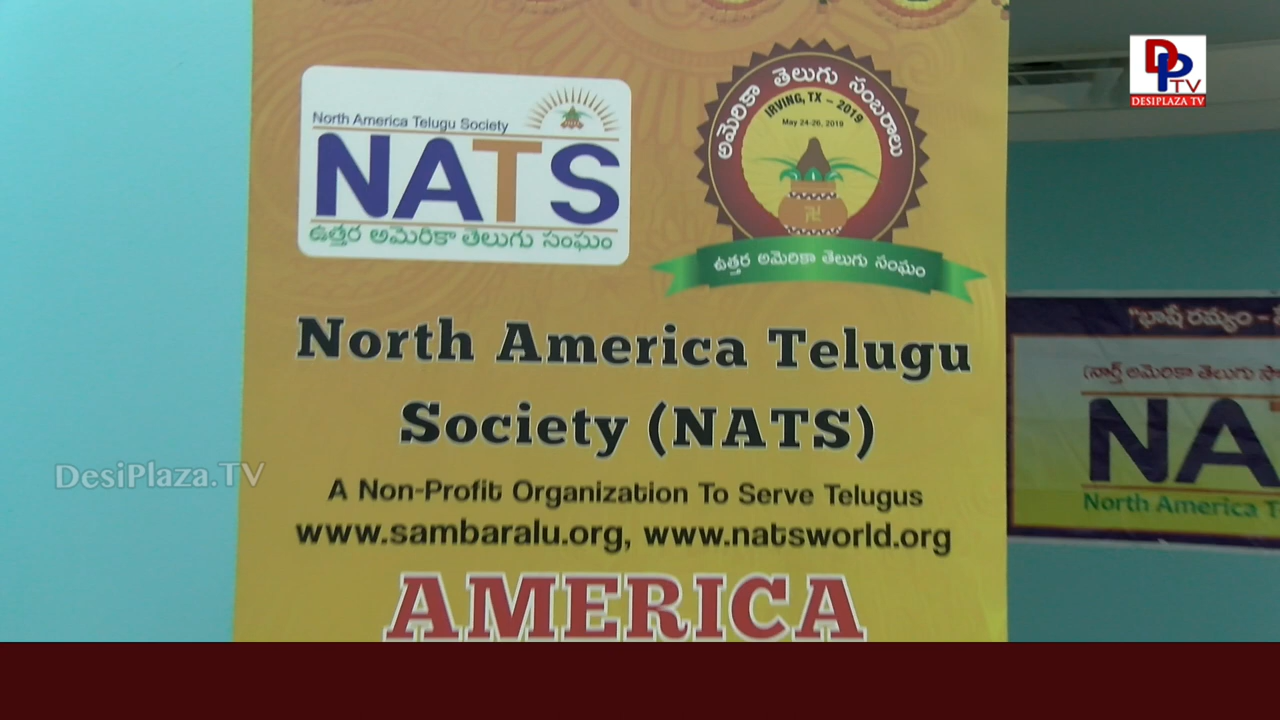 DP
TV
DESIPLAZA TV
North America Telugu Society
NATS
ఉత్తర అమెరికా తెలుగు సంఘం
అమెరికా తెలుగు సంబరాలు
IRVING, TX – 2019
May 24-26, 2019
ఉత్తర అమెరికా తెలుగు సంఘం
North America Telugu
Society (NATS)
A Non-Profit Organization To Serve Telugus
www.sambaralu.org, www.natsworld.org
AMERICA
"భాషే రమ్యం –
(నార్త్ అమెరికా తెలుగు
NA
North America
DesiPlaza.TV